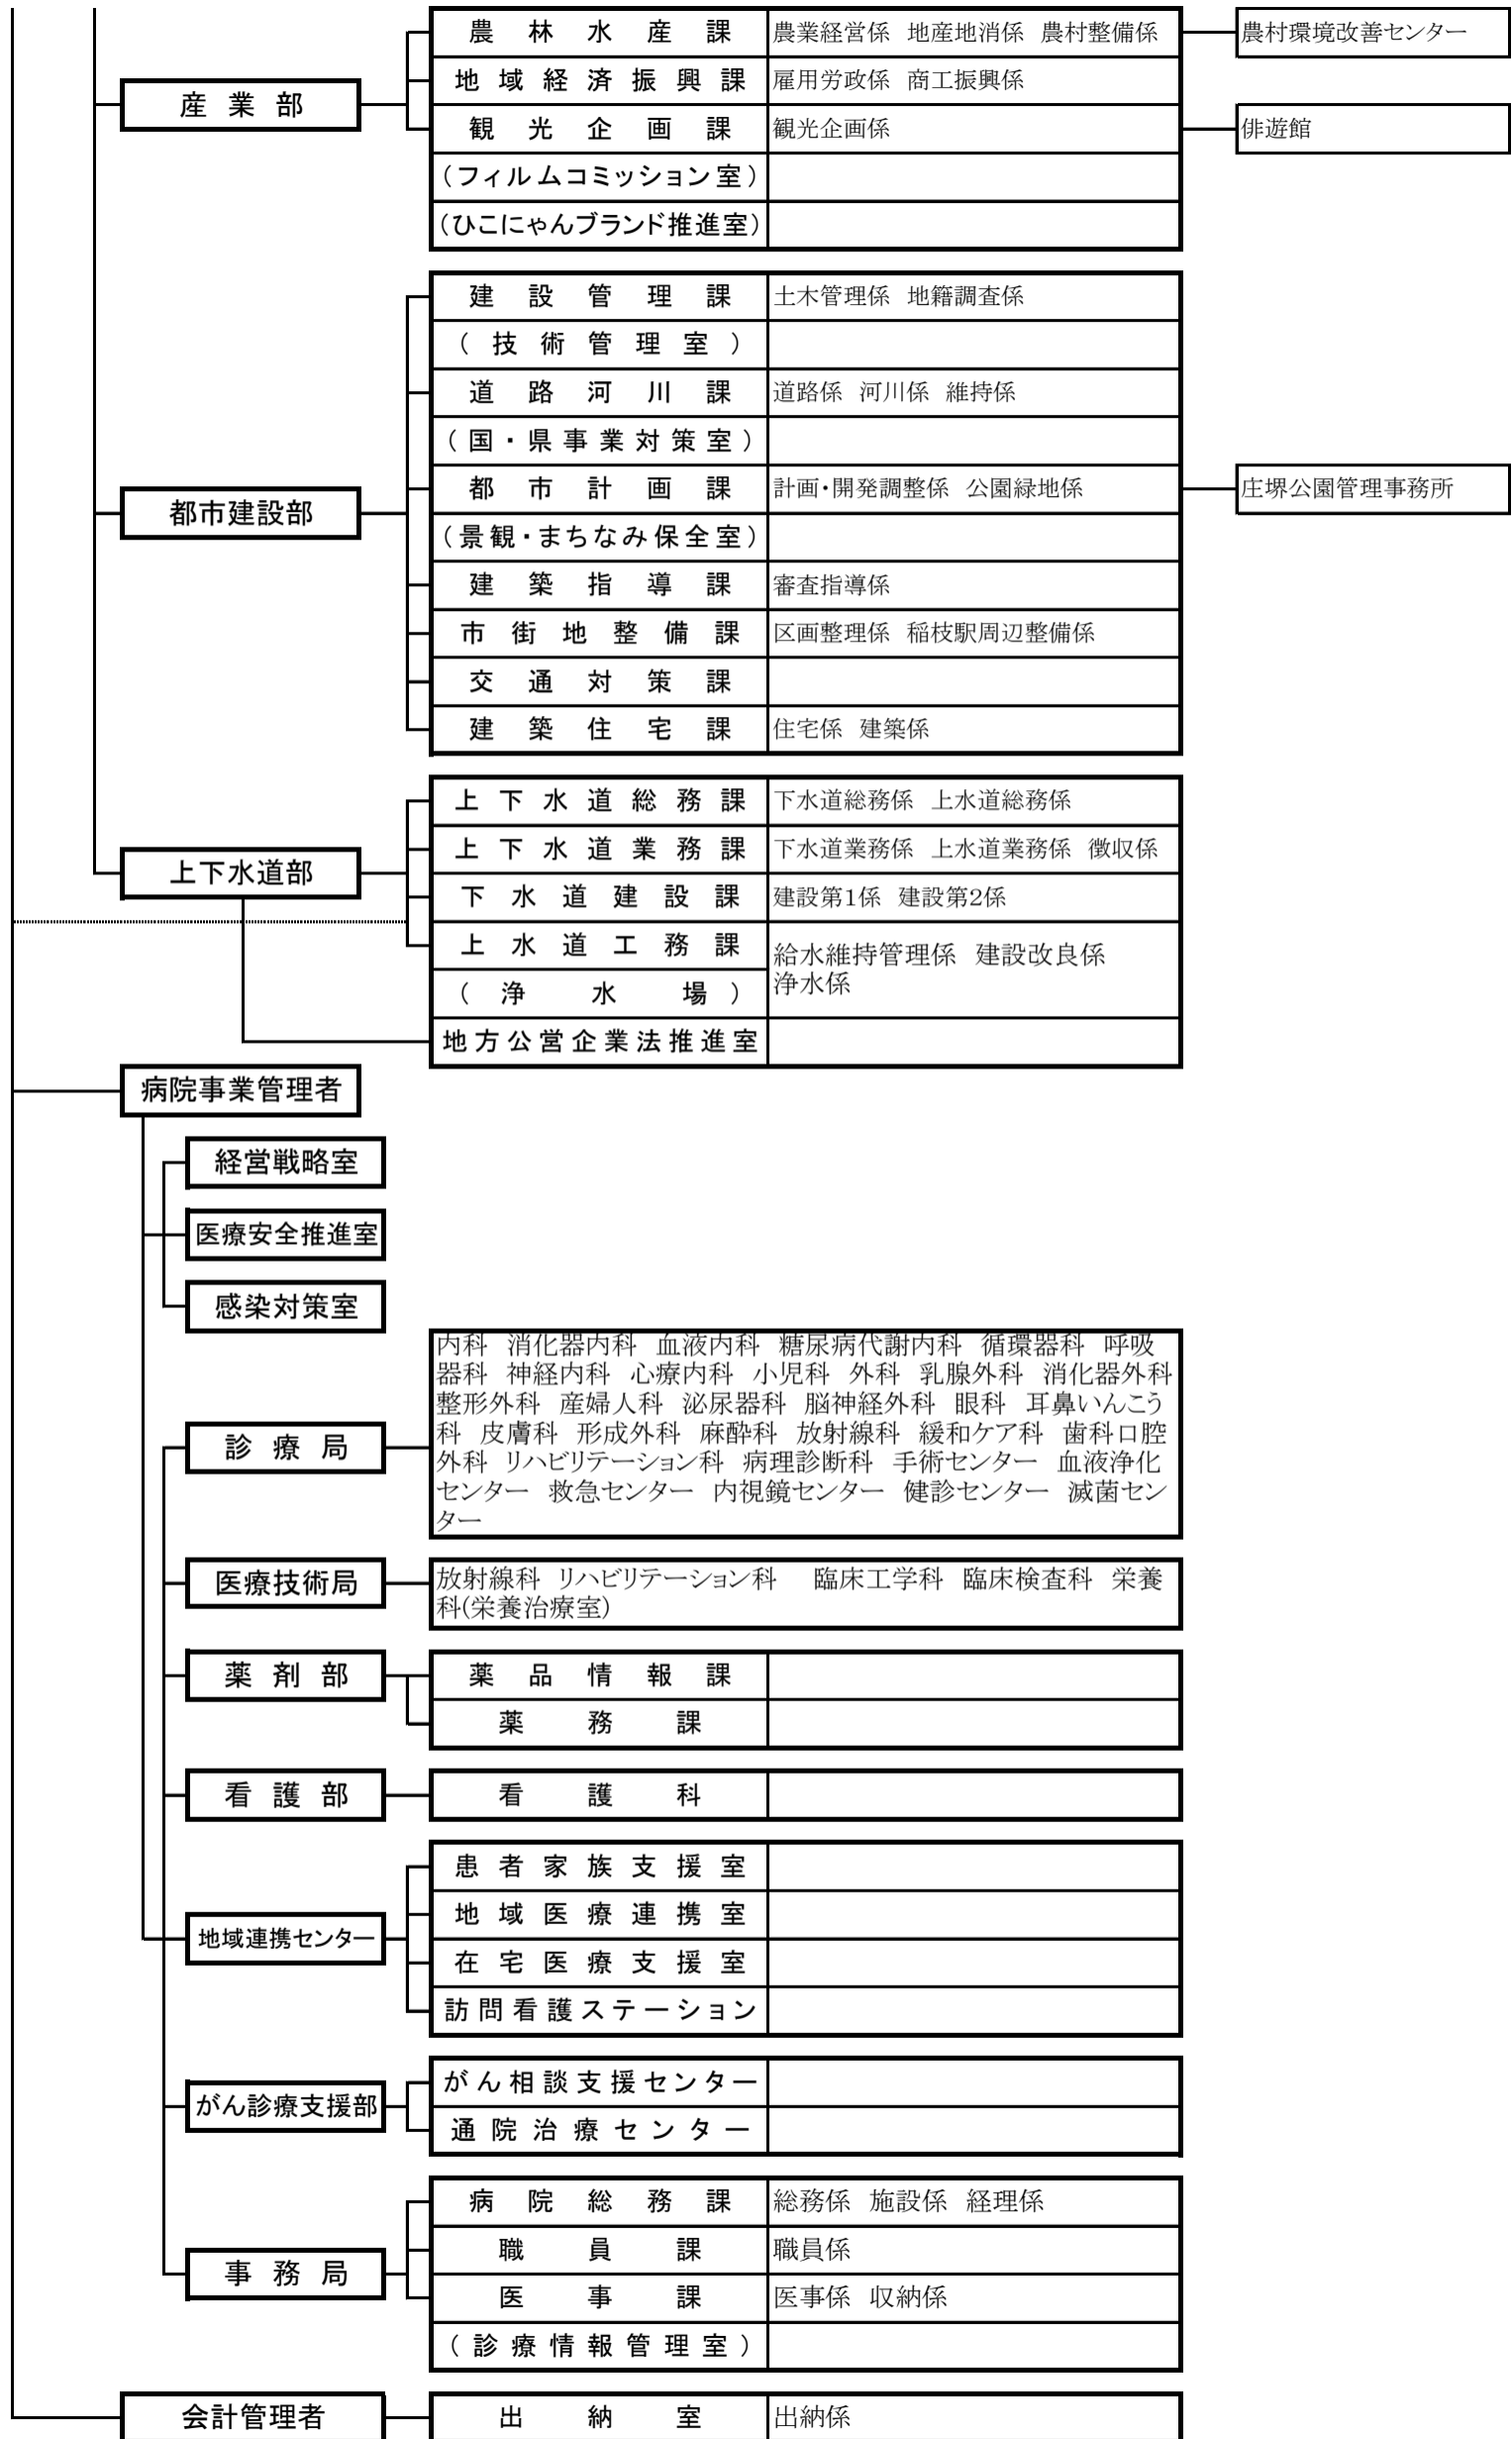 農林水産課 農業経営係 地産地消係 農村整備係 農村環境改善センター
地域経済振興課 雇用労政係 商工振興係
産業部
観光企画課 観光企画係 俳遊館
（フィルムコミッション室）
（ひこにゃんブランド推進室）
建設管理課 土木管理係 地籍調査係
（技術管理室）
道路河川課 道路係 河川係 維持係
（国・県事業対策室）
都市計画課 計画・開発調整係 公園緑地係 庄堺公園管理事務所
都市建設部
（景観・まちなみ保全室）
建築指導課 審査指導係
市街地整備課 区画整理係 稲枝駅周辺整備係
交通対策課
建築住宅課 住宅係 建築係
上下水道総務課 下水道総務係 上水道総務係
上下水道業務課 下水道業務係 上水道業務係 徴収係
上下水道部
下水道建設課 建設第1係 建設第2係
上水道工務課 給水維持管理係 建設改良係
（浄水場） 浄水係
地方公営企業法推進室
病院事業管理者
経営戦略室
医療安全推進室
感染対策室
内科 消化器内科 血液内科 糖尿病代謝内科 循環器科 呼吸
器科 神経内科 心療内科 小児科 外科 乳腺外科 消化器外科
整形外科 産婦人科 泌尿器科 脳神経外科 眼科 耳鼻いんこう
科 皮膚科 形成外科 麻酔科 放射線科 緩和ケア科 歯科口腔
診療局
外科 リハビリテーション科 病理診断科 手術センター 血液浄化
センター 救急センター 内視鏡センター 健診センター 滅菌セン
ター
医療技術局
放射線科 リハビリテーション科 臨床工学科 臨床検査科 栄養
科(栄養治療室)
薬剤部 薬品情報課
薬務課
看護部 看護科
患者家族支援室
地域医療連携室
地域連携センター
在宅医療支援室
訪問看護ステーション
がん相談支援センター
がん診療支援部
通院治療センター
病院総務課 総務係 施設係 経理係
職員課 職員係
事務局
医事課 医事係 収納係
（診療情報管理室）
会計管理者 出納室 出納係